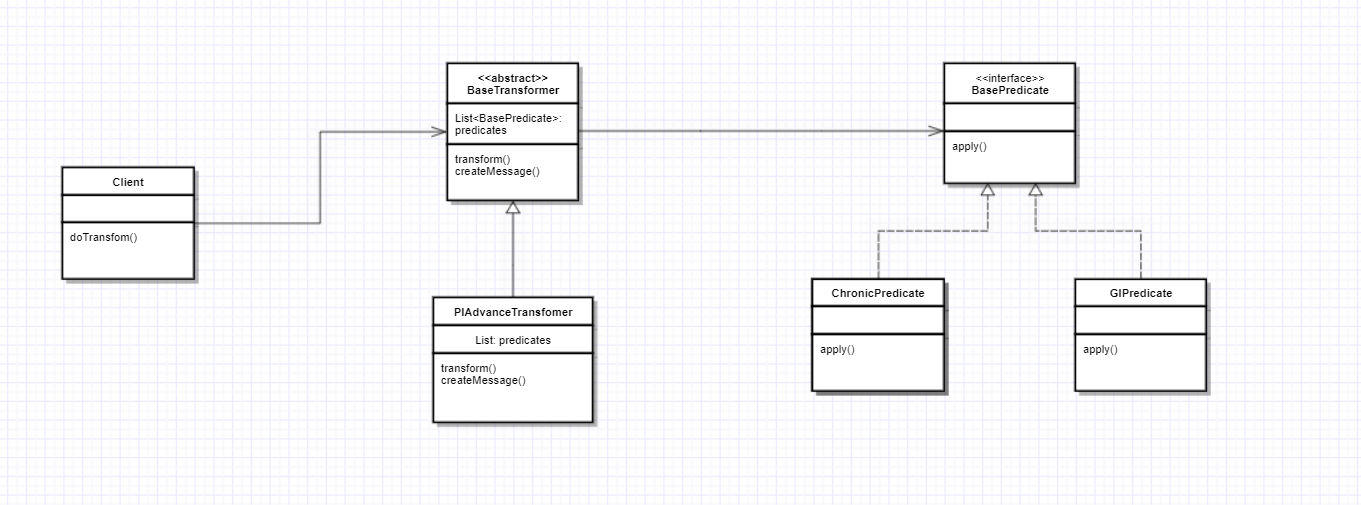 <<abstract>>
BaseTransformer
List<BasePredicate>:
predicates
transform()
createMessage()
<<interface>>
BasePredicate
apply()
Client
doTransfom()
PIAdvanceTransfomer
List: predicates
transform()
createMessage()
ChronicPredicate
apply()
GIPredicate
apply()